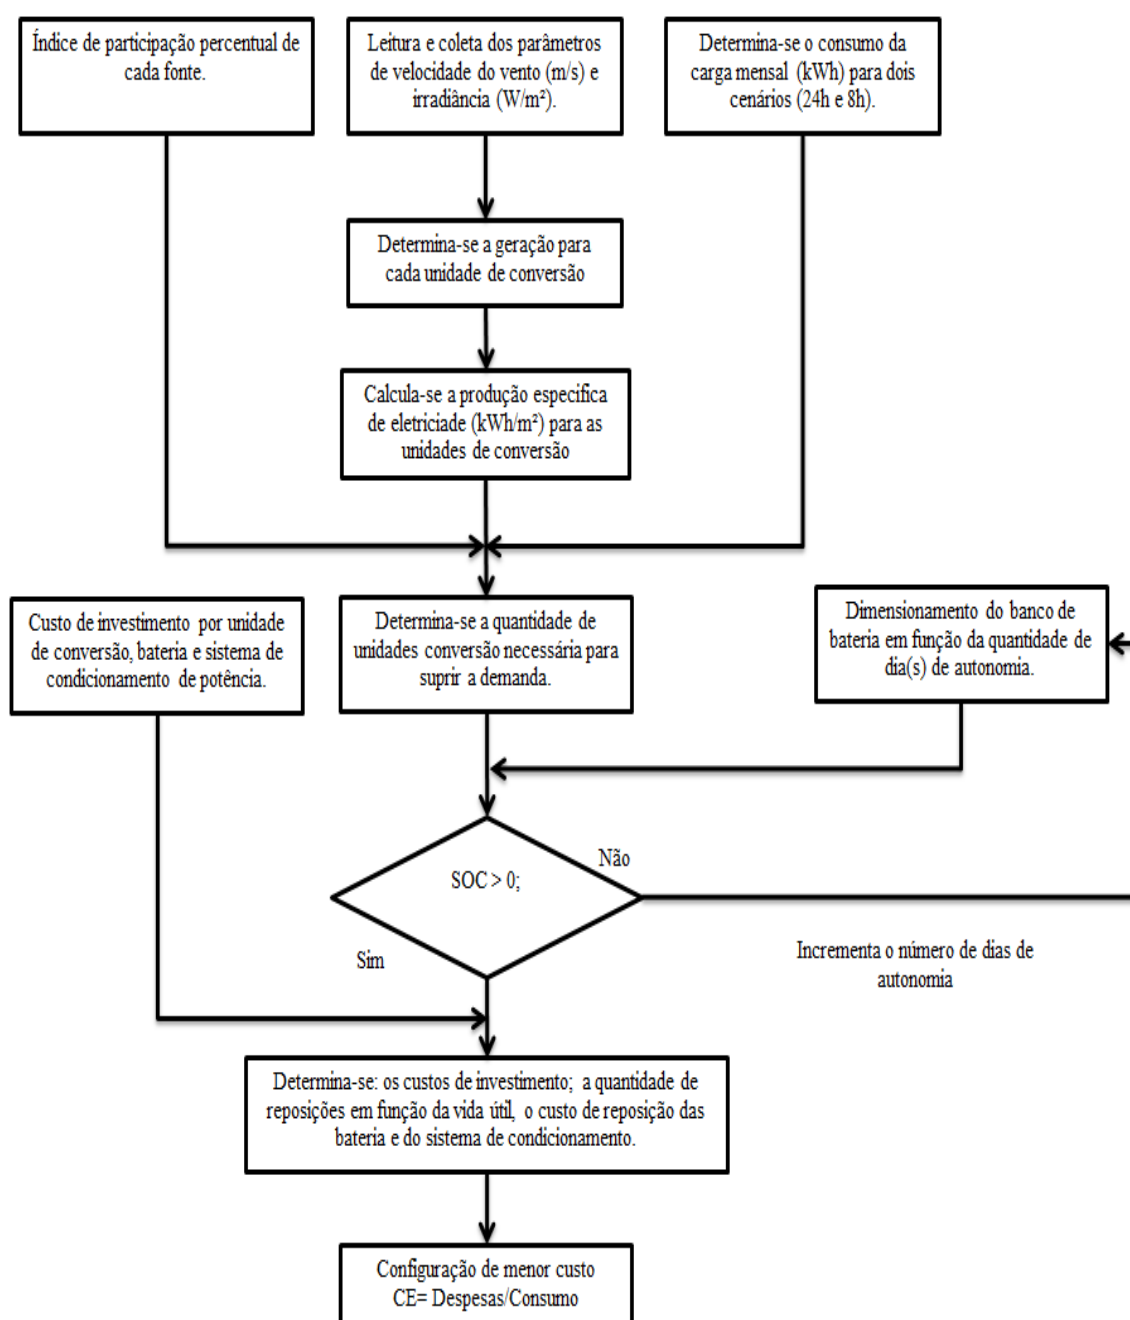 Índice de participação percentual de
cada fonte.
Leitura e coleta dos parâmetros
de velocidade do vento (m/s) e
irradiância (W/m²).
Determina-se o consumo da
carga mensal (kWh) para dois
cenários (24h e 8h).
Determina-se a geração para
cada unidade de conversão
Calcula-se a produção especifica
de eletriciade (kWh/m²) para as
unidades de conversão
Custo de investimento por unidade
de conversão, bateria e sistema de
condicionamento de potência.
Determina-se a quantidade de
unidades conversão necessária para
suprir a demanda.
Dimensionamento do banco de
bateria em função da quantidade de
dia(s) de autonomia.
SOC > 0;
Não
Sim
Incrementa o número de dias de
autonomia
Determina-se: os custos de investimento; a quantidade de
reposições em função da vida útil, o custo de reposição das
bateria e do sistema de condicionamento.
Configuração de menor custo
CE= Despesas/Consumo